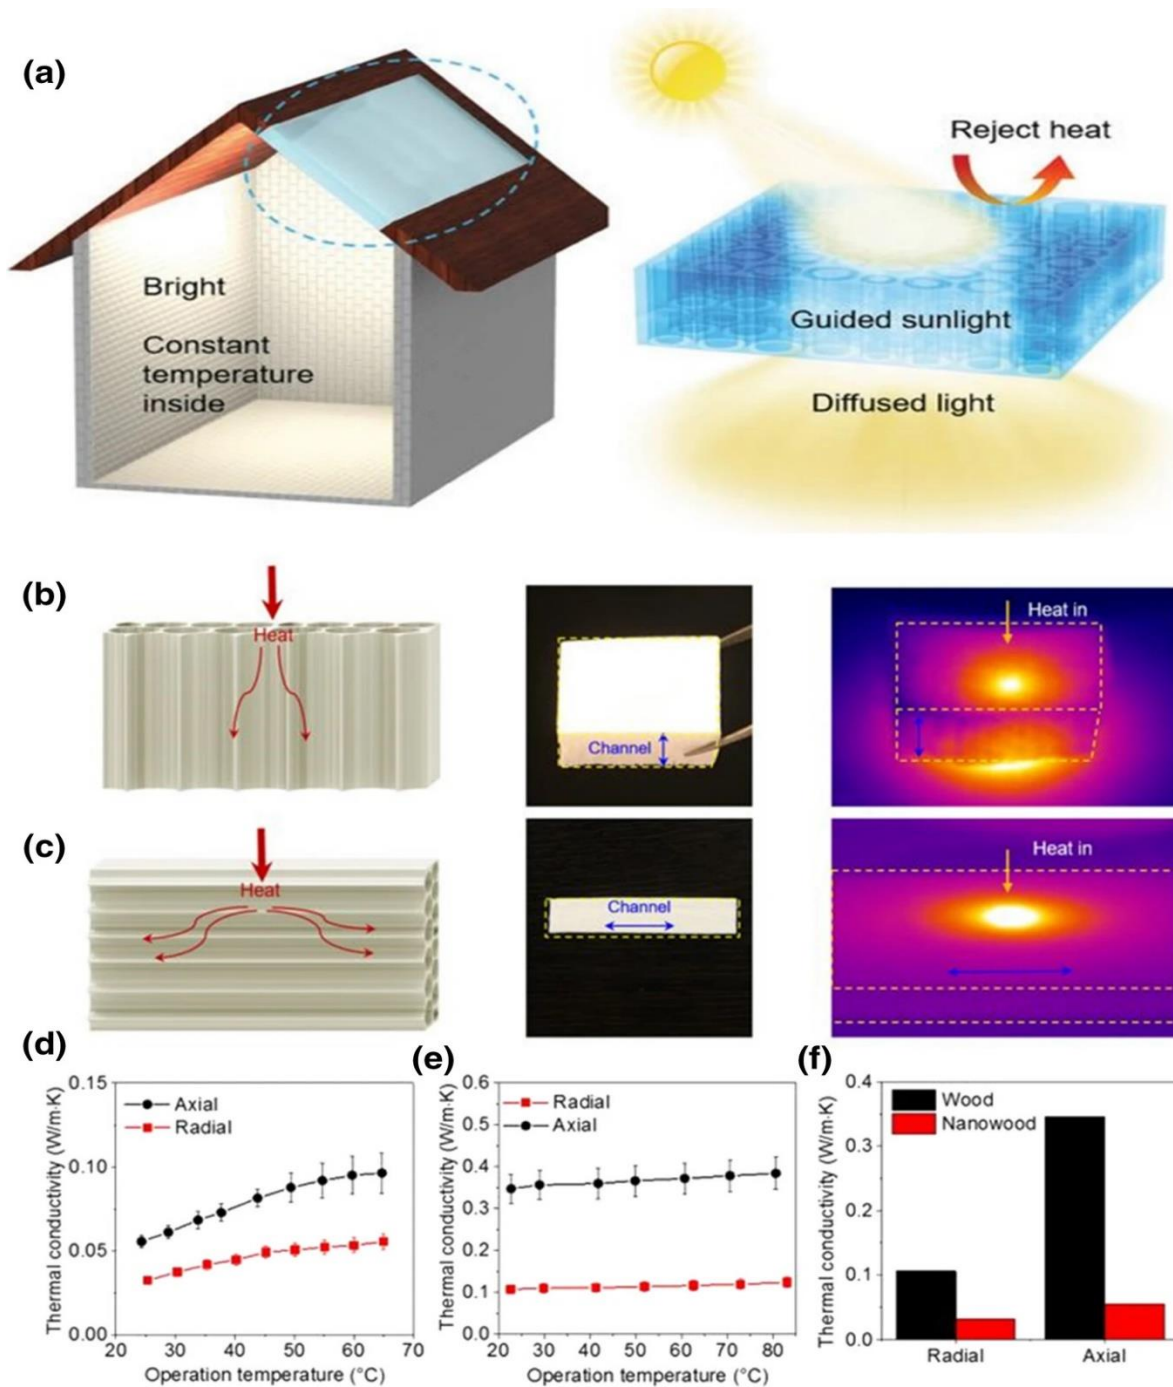 (a)
Bright
Constant
temperature
inside
Reject heat
Guided sunlight
Diffused light
(b)
Heat
Channel
Heat in
(c)
Heat
Channel
Heat in
(d)
Thermal conductivity (W/m·K)
0.15
0.10
0.05
0.00
Axial
Radial
20 30 40 50 60 70
Operation temperature (°C)
(e)
Thermal conductivity (W/m·K)
0.6
0.5
0.4
0.3
0.2
0.1
0.0
Radial
Axial
20 30 40 50 60 70 80
Operation temperature (°C)
(f)
Thermal conductivity (W/m·K)
0.4
0.3
0.2
0.1
0.0
Wood
Nanowood
Radial Axial